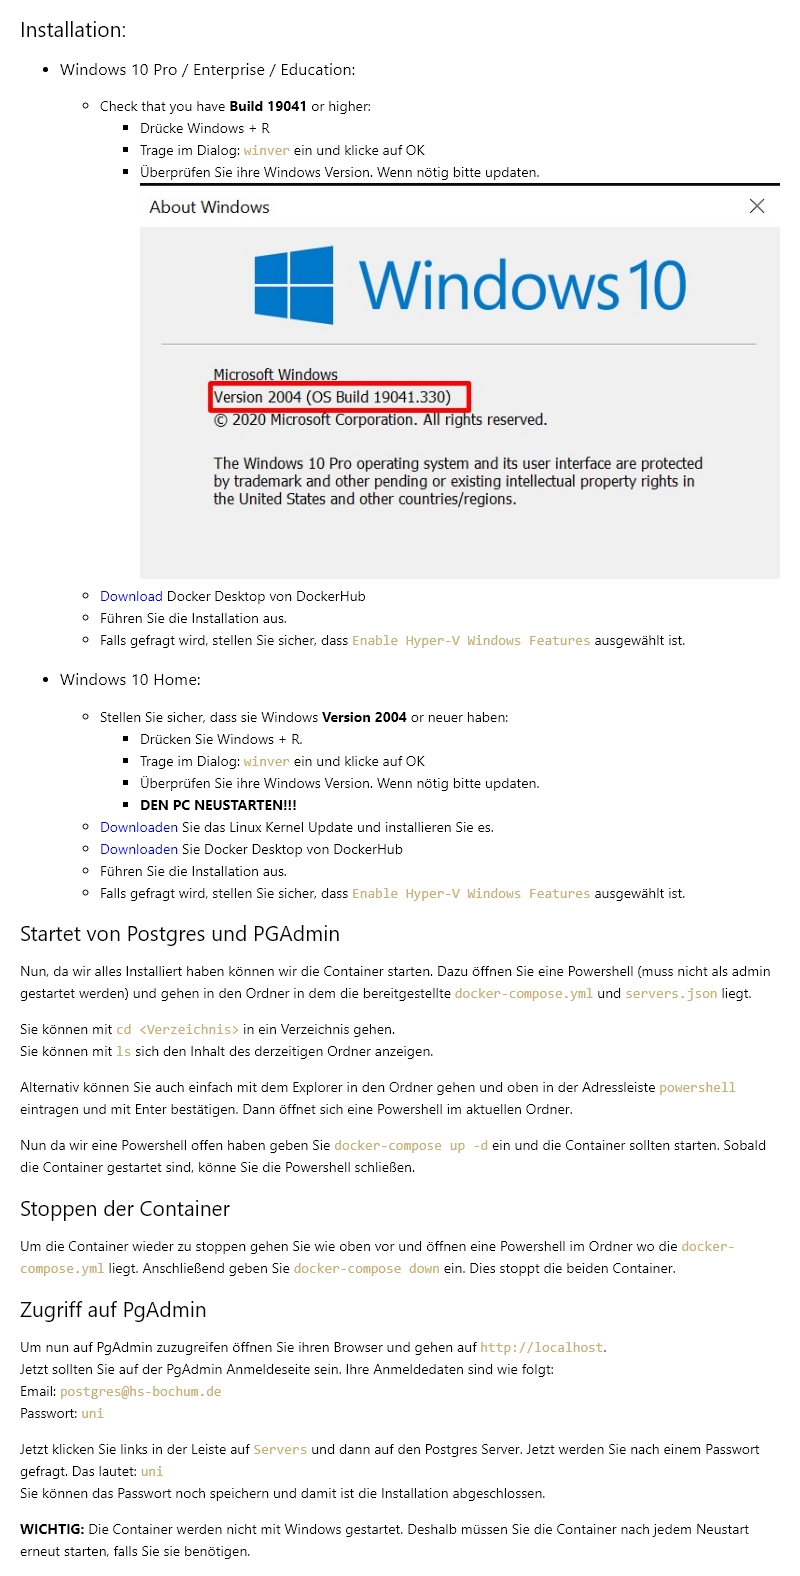 Installation:
Windows 10 Pro / Enterprise / Education:
Check that you have Build 19041 or higher:
Drücke Windows + R
Trage im Dialog: winver ein und klicke auf OK
Überprüfen Sie ihre Windows Version. Wenn nötig bitte updaten.
About Windows
Windows 10
Microsoft Windows
Version 2004 (OS Build 19041.330)
© 2020 Microsoft Corporation. All rights reserved.
The Windows 10 Pro operating system and its user interface are protected
by trademark and other pending or existing intellectual property rights in
the United States and other countries/regions.
Download Docker Desktop von DockerHub
Führen Sie die Installation aus.
Falls gefragt wird, stellen Sie sicher, dass Enable Hyper-V Windows Features ausgewählt ist.
Windows 10 Home:
Stellen Sie sicher, dass sie Windows Version 2004 or neuer haben:
Drücken Sie Windows + R.
Trage im Dialog: winver ein und klicke auf OK
Überprüfen Sie ihre Windows Version. Wenn nötig bitte updaten.
DEN PC NEUSTARTEN!!!
Downloaden Sie das Linux Kernel Update und installieren Sie es.
Downloaden Sie Docker Desktop von DockerHub
Führen Sie die Installation aus.
Falls gefragt wird, stellen Sie sicher, dass Enable Hyper-V Windows Features ausgewählt ist.
Startet von Postgres und PGAdmin
Nun, da wir alles Installiert haben können wir die Container starten. Dazu öffnen Sie eine Powershell (muss nicht als admin
gestartet werden) und gehen in den Ordner in dem die bereitgestellte docker-compose.yml und servers.json liegt.
Sie können mit cd <Verzeichnis> in ein Verzeichnis gehen.
Sie können mit ls sich den Inhalt des derzeitigen Ordner anzeigen.
Alternativ können Sie auch einfach mit dem Explorer in den Ordner gehen und oben in der Adressleiste powershell
eintragen und mit Enter bestätigen. Dann öffnet sich eine Powershell im aktuellen Ordner.
Nun da wir eine Powershell offen haben geben Sie docker-compose up -d ein und die Container sollten starten. Sobald
die Container gestartet sind, könne Sie die Powershell schließen.
Stoppen der Container
Um die Container wieder zu stoppen gehen Sie wie oben vor und öffnen eine Powershell im Ordner wo die docker-
compose.yml liegt. Anschließend geben Sie docker-compose down ein. Dies stoppt die beiden Container.
Zugriff auf PgAdmin
Um nun auf PgAdmin zuzugreifen öffnen Sie ihren Browser und gehen auf http://localhost.
Jetzt sollten Sie auf der PgAdmin Anmeldeseite sein. Ihre Anmeldedaten sind wie folgt:
Email: postgres@hs-bochum.de
Passwort: uni
Jetzt klicken Sie links in der Leiste auf Servers und dann auf den Postgres Server. Jetzt werden Sie nach einem Passwort
gefragt. Das lautet: uni
Sie können das Passwort noch speichern und damit ist die Installation abgeschlossen.
WICHTIG: Die Container werden nicht mit Windows gestartet. Deshalb müssen Sie die Container nach jedem Neustart
erneut starten, falls Sie sie benötigen.